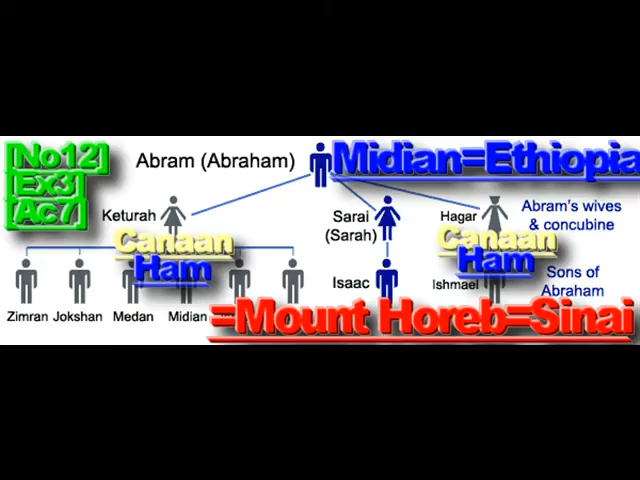 [No12]
[Ex3]
[Ac7]
Abram (Abraham)
Midian=Ethiopia
Keturah
Sarai
(Sarah)
Hagar
Abram's wives
& concubine
Canaan
Ham
Canaan
Ham
Isaac
Ishmael
Sons of
Abraham
Zimran Jokshan Medan Midian
=Mount Horeb=Sinai